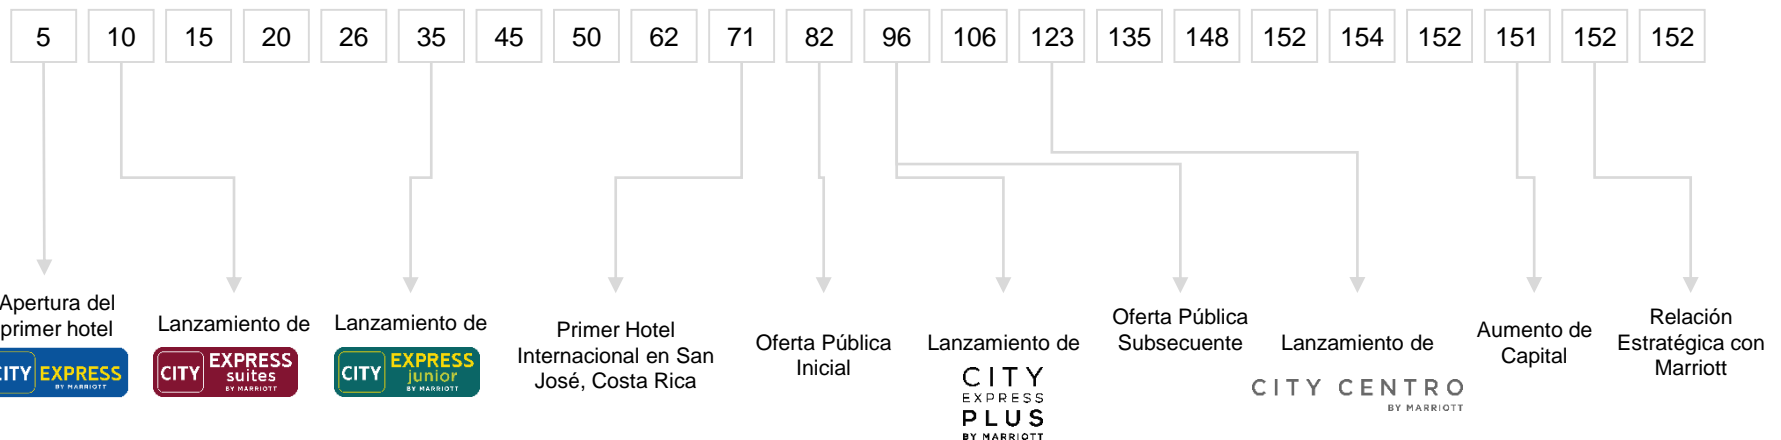 5 10 15 20 26 35 45 50 62 71 82 96 106 123 135 148 152 154 152 151 152 152
Apertura del
primer hotel
CITY EXPRESS
BY MARRIOTT
Lanzamiento de
CITY EXPRESS
suites
BY MARRIOTT
Lanzamiento de
CITY EXPRESS
junior
BY MARRIOTT
Primer Hotel
Internacional en San
José, Costa Rica
Oferta Pública
Inicial
Lanzamiento de
CITY
EXPRESS
PLUS
BY MARRIOTT
Oferta Pública
Subsecuente
Lanzamiento de
CITY CENTRO
BY MARRIOTT
Aumento de
Capital
Relación
Estratégica con
Marriott